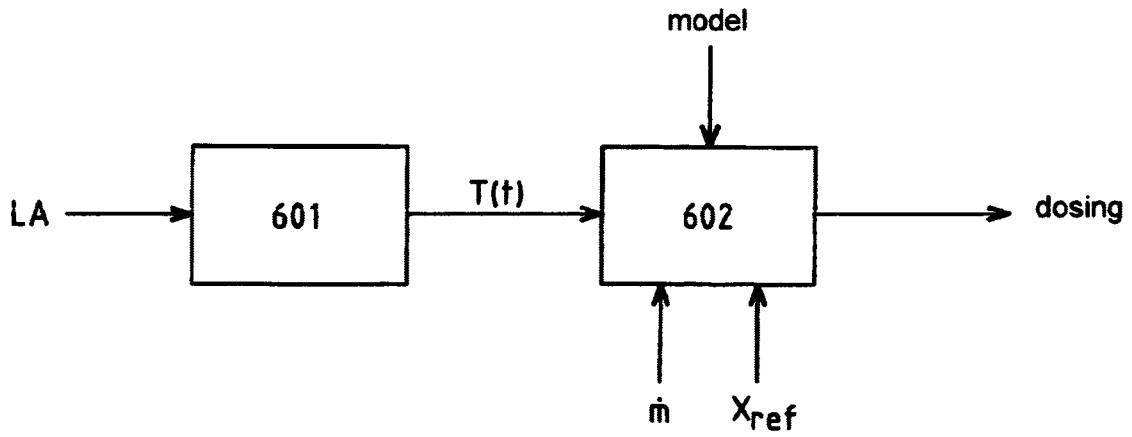 model
LA
601
T(t)
602
dosing
ṁ
Xref